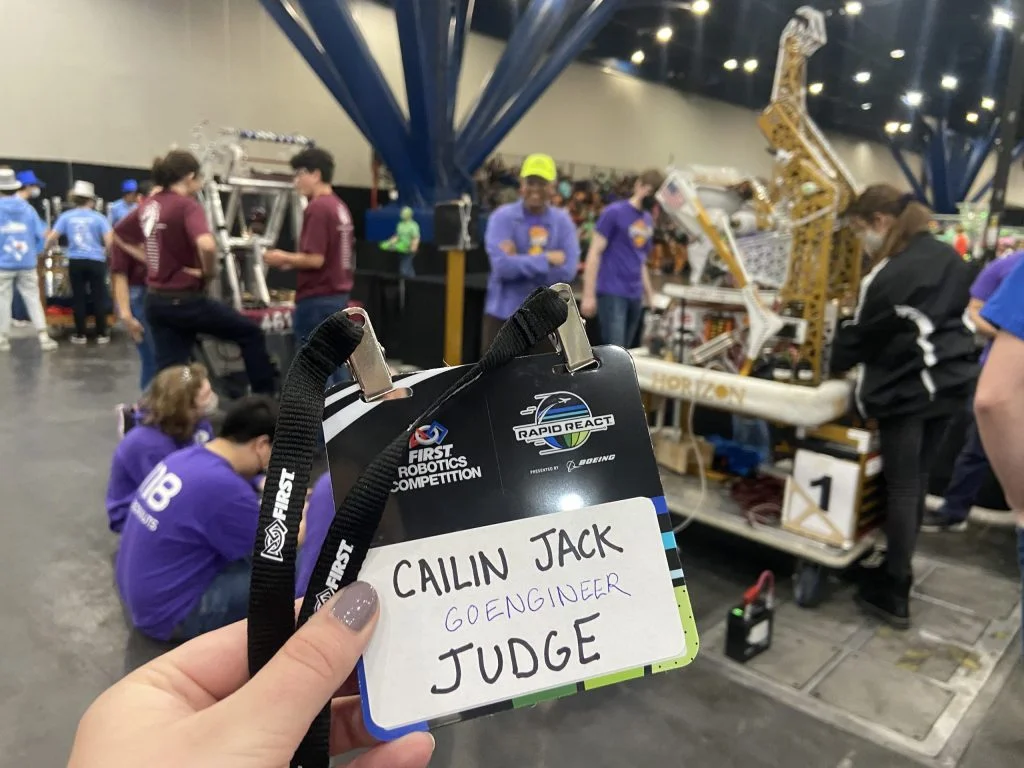 FIRST
ROBOTICS
COMPETITION
RAPID REACT
PRESENTED BY BOEING
CAILIN JACK
GOENGINEER
JUDGE
FIRST
FIRST
HORIZON
1